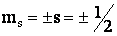 mₛ = ±s = ± 1/2